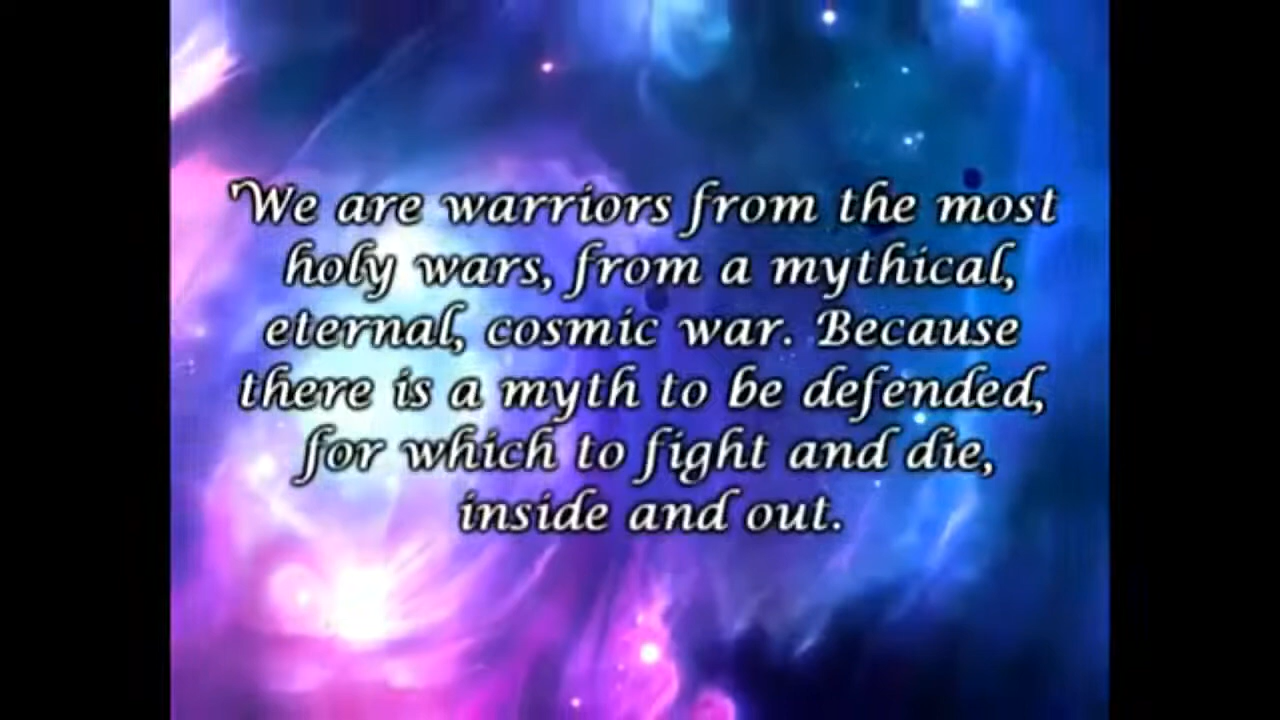 'We are warriors from the most
holy wars, from a mythical,
eternal, cosmic war. Because
there is a myth to be defended,
for which to fight and die,
inside and out.